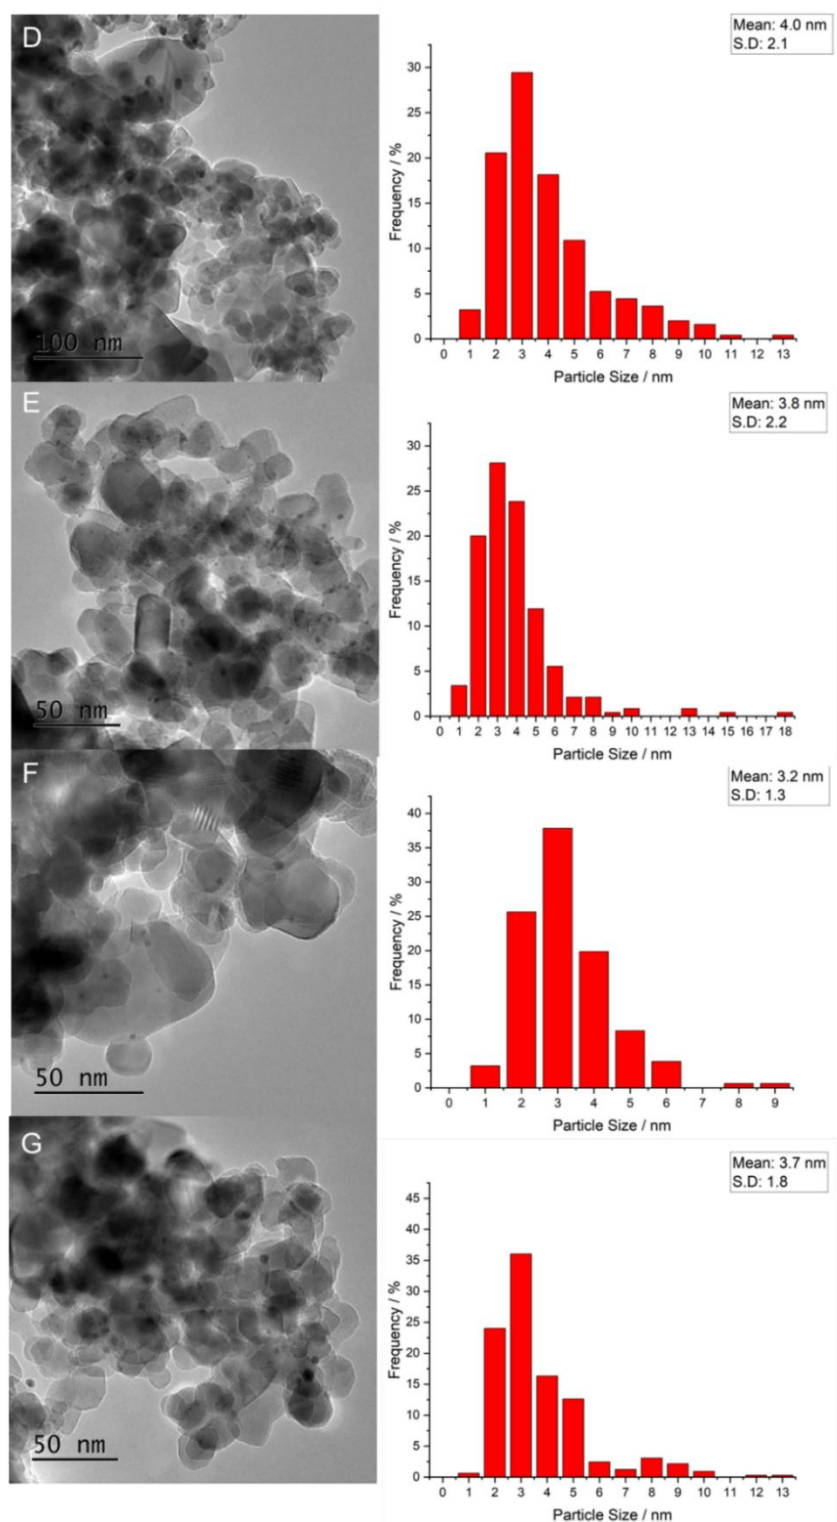 D
100 nm
Mean: 4.0 nm
S.D: 2.1
Frequency / %
30
25
20
15
10
5
0
0 1 2 3 4 5 6 7 8 9 10 11 12 13
Particle Size / nm
E
50 nm
Mean: 3.8 nm
S.D: 2.2
Frequency / %
30
25
20
15
10
5
0
0 1 2 3 4 5 6 7 8 9 10 11 12 13 14 15 16 17 18
Particle Size / nm
F
50 nm
Mean: 3.2 nm
S.D: 1.3
Frequency / %
40
35
30
25
20
15
10
5
0
0 1 2 3 4 5 6 7 8 9
Particle Size / nm
G
50 nm
Mean: 3.7 nm
S.D: 1.8
Frequency / %
45
40
35
30
25
20
15
10
5
0
0 1 2 3 4 5 6 7 8 9 10 11 12 13
Particle Size / nm